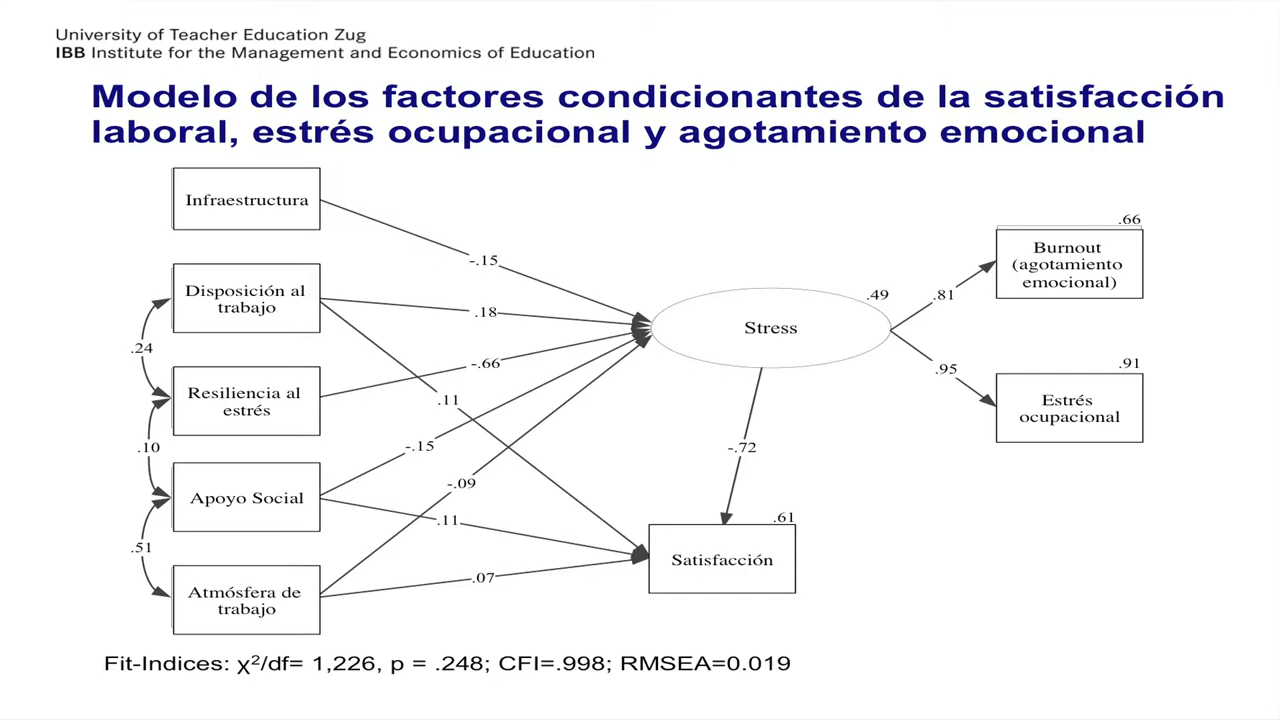 University of Teacher Education Zug
IBB Institute for the Management and Economics of Education
Modelo de los factores condicionantes de la satisfacción
laboral, estrés ocupacional y agotamiento emocional
Infraestructura
Disposición al
trabajo
Resiliencia al
estrés
Apoyo Social
Atmósfera de
trabajo
.24
.10
.51
-.15
.18
-.66
.11
-.15
-.09
.11
.07
Stress
.49
-.72
.61
Satisfacción
.81
.95
.66
Burnout
(agotamiento
emocional)
.91
Estrés
ocupacional
Fit-Indices: χ²/df= 1,226, p = .248; CFI=.998; RMSEA=0.019